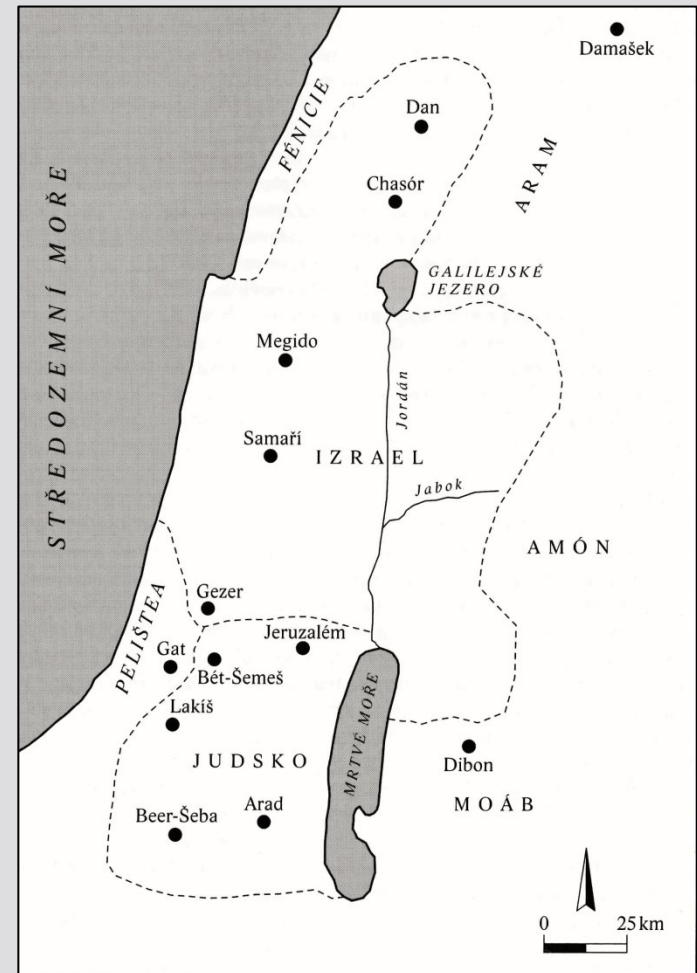 Damašek
FÉNICIE
Dan
ARAM
Chasór
STŘEDOZEMNÍ MOŘE
GALILEJSKÉ
JEZERO
Megido
Jordán
Samaří
IZRAEL
Jabok
AMÓN
PELIŠTEA
Gezer
Jeruzalém
Gat
Bét-Šemeš
Lakíš
MRTVÉ MOŘE
JUDSKO
Dibon
MOÁB
Beer-Šeba
Arad
0 25 km